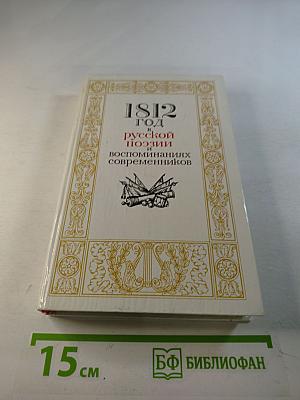 1812
ГОД
в
русской
поэзии
и
воспоминаниях
современников
15 см
БФ БИБЛИОФАН